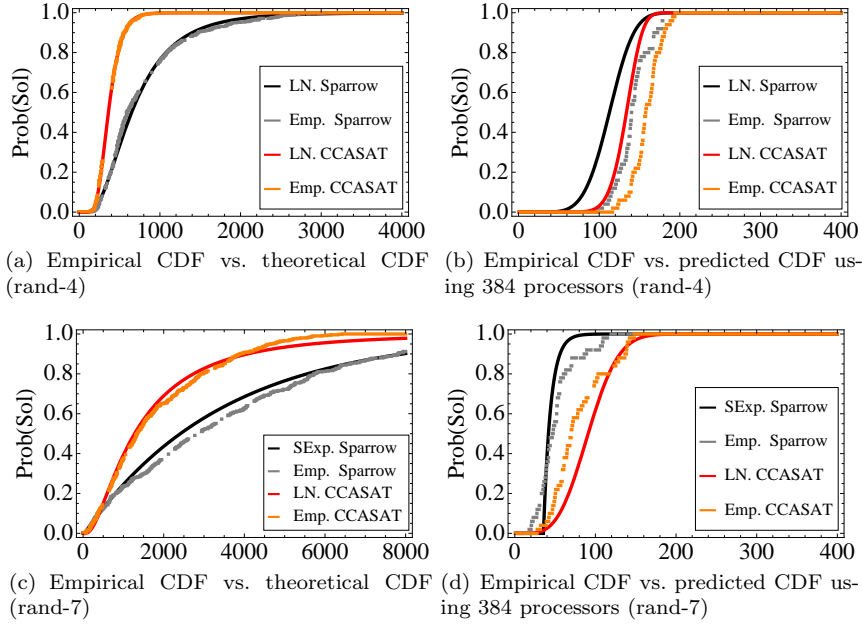 1.0
0.8
0.6
0.4
0.2
0.0
Prob(Sol)
LN. Sparrow
Emp. Sparrow
LN. CCASAT
Emp. CCASAT
0 1000 2000 3000 4000
1.0
0.8
0.6
0.4
0.2
0.0
Prob(Sol)
LN. Sparrow
Emp. Sparrow
LN. CCASAT
Emp. CCASAT
0 100 200 300 400
(a) Empirical CDF vs. theoretical CDF
(rand-4)
(b) Empirical CDF vs. predicted CDF us-
ing 384 processors (rand-4)
1.0
0.8
0.6
0.4
0.2
0.0
Prob(Sol)
SExp. Sparrow
Emp. Sparrow
LN. CCASAT
Emp. CCASAT
0 2000 4000 6000 8000
1.0
0.8
0.6
0.4
0.2
0.0
Prob(Sol)
SExp. Sparrow
Emp. Sparrow
LN. CCASAT
Emp. CCASAT
0 100 200 300 400
(c) Empirical CDF vs. theoretical CDF
(rand-7)
(d) Empirical CDF vs. predicted CDF us-
ing 384 processors (rand-7)